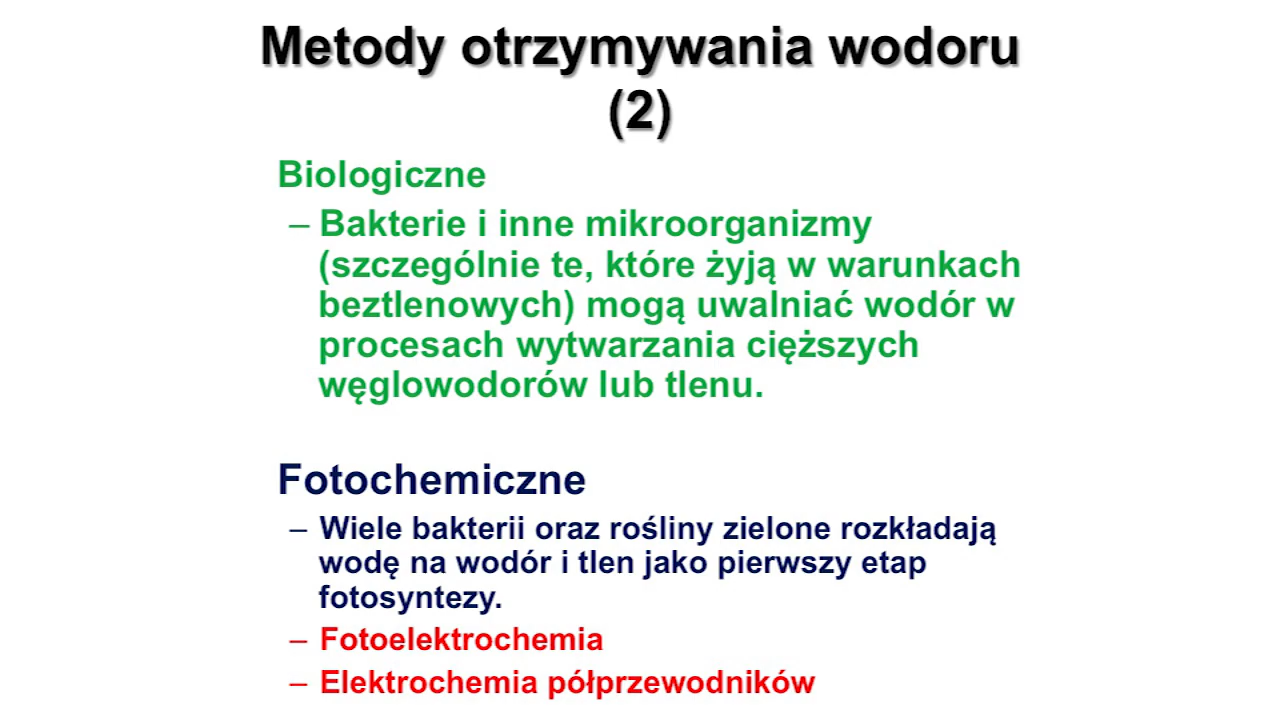 Metody otrzymywania wodoru
(2)
Biologiczne
– Bakterie i inne mikroorganizmy
(szczególnie te, które żyją w warunkach
beztlenowych) mogą uwalniać wodór w
procesach wytwarzania cięższych
węglowodorów lub tlenu.
Fotochemiczne
– Wiele bakterii oraz rośliny zielone rozkładają
wodę na wodór i tlen jako pierwszy etap
fotosyntezy.
– Fotoelektrochemia
– Elektrochemia półprzewodników